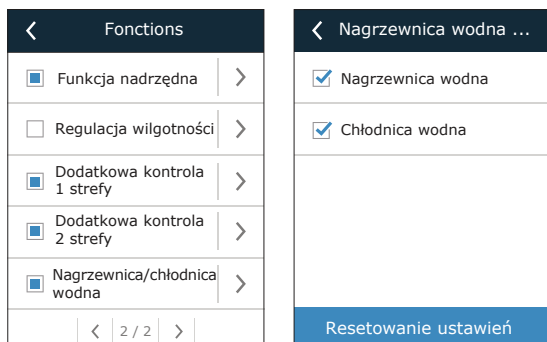 Fonctions
Funkcja nadrzędna
Regulacja wilgotności
Dodatkowa kontrola
1 strefy
Dodatkowa kontrola
2 strefy
Nagrzewnica/chłodnica
wodna
2 / 2
Nagrzewnica wodna ...
Nagrzewnica wodna
Chłodnica wodna
Resetowanie ustawień